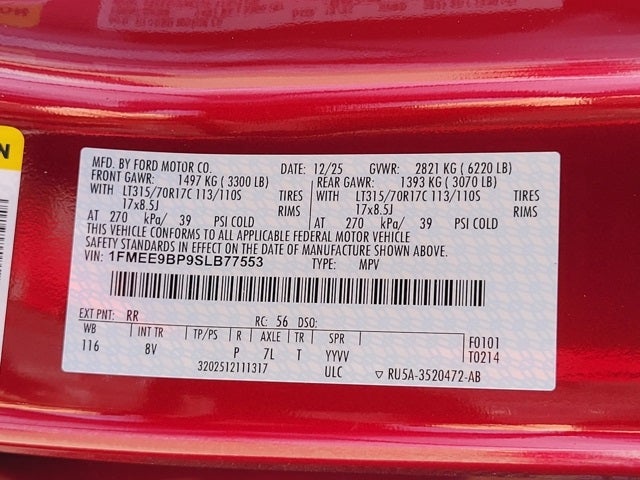 N
MFD. BY FORD MOTOR CO. DATE: 12/25 GVWR: 2821 KG ( 6220 LB)
FRONT GAWR: 1497 KG ( 3300 LB) REAR GAWR: 1393 KG ( 3070 LB)
WITH LT315/70R17C 113/110S TIRES WITH LT315/70R17C 113/110S TIRES
17x8.5J RIMS 17x8.5J RIMS
AT 270 kPa/ 39 PSI COLD AT 270 kPa/ 39 PSI COLD
THIS VEHICLE CONFORMS TO ALL APPLICABLE FEDERAL MOTOR VEHICLE
SAFETY STANDARDS IN EFFECT ON THE DATE OF MANUFACTURE SHOWN ABOVE.
VIN: 1FMEE9BP9SLB77553 TYPE: MPV
EXT PNT: RR RC: 56 DSO:
WB INT TR TP/PS R AXLE TR SPR F0101
116 8V P 7L T YYVV T0214
3202512111317 ULC ▽ RU5A-3520472-AB